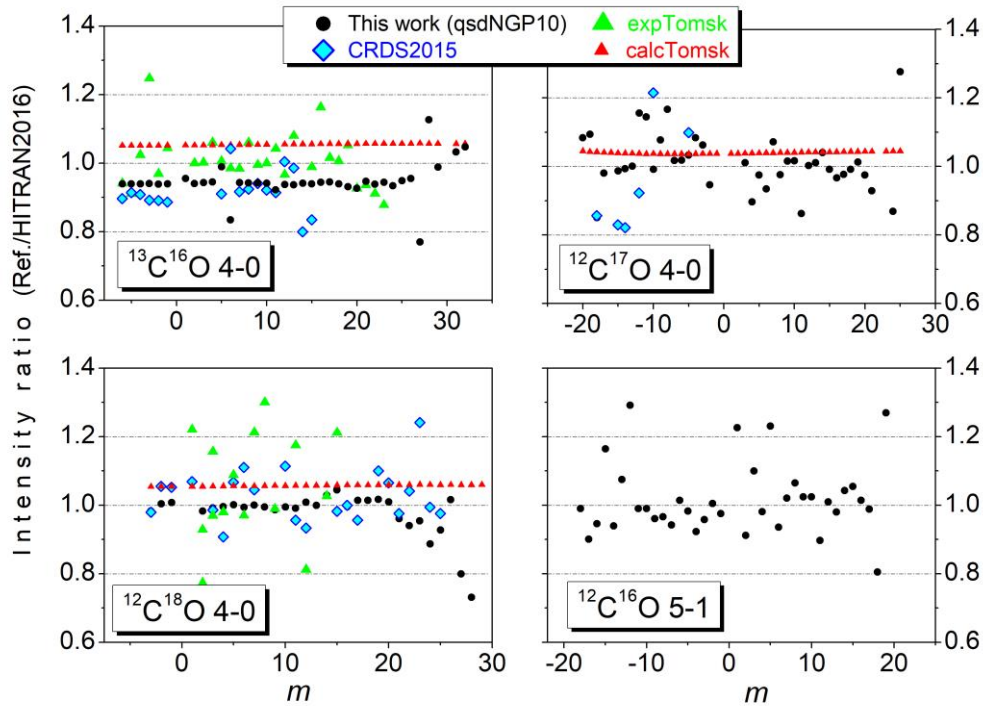 This work (qsdNGP10)
expTomsk
CRDS2015
calcTomsk
Intensity ratio (Ref./HITRAN2016)
1.4
1.2
1.0
0.8
0.6
¹³C¹⁶O 4-0
0 10 20 30
1.4
1.2
1.0
0.8
0.6
¹²C¹⁷O 4-0
-20 -10 0 10 20 30
1.4
1.2
1.0
0.8
0.6
¹²C¹⁸O 4-0
0 10 20 30
m
1.4
1.2
1.0
0.8
0.6
¹²C¹⁶O 5-1
-20 -10 0 10 20
m